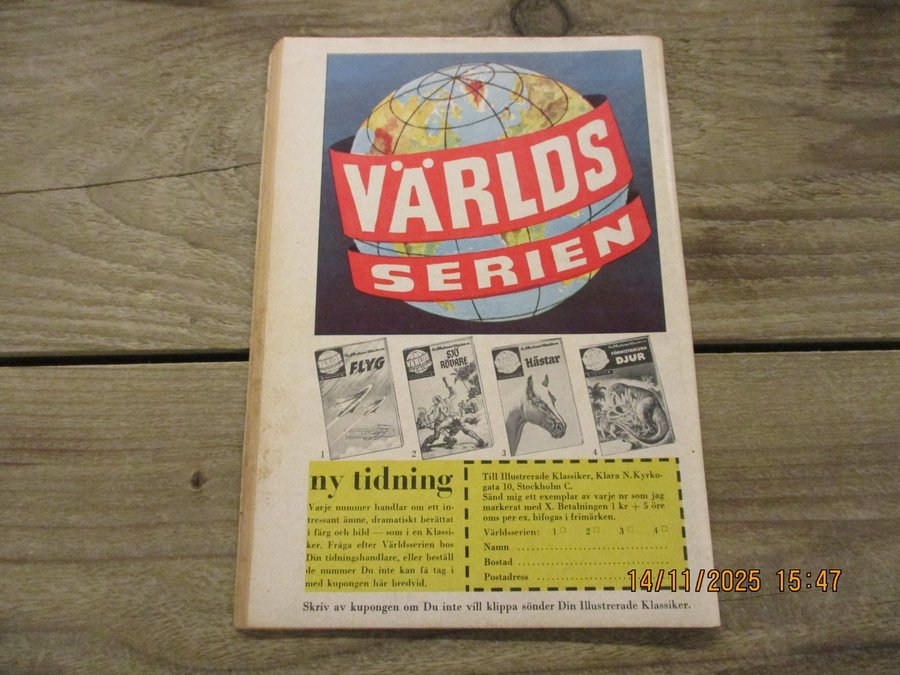 VÄRLDS
SERIEN
FLYG
SJÖ
RÖVARE
Hästar
FÖRHISTORISKA
DJUR
1
2
3
4
ny tidning
Varje nummer handlar om ett in-
tressant ämne, dramatiskt berättat
i färg och bild — som i en Klassi-
ker. Fråga efter Världsserien hos
Din tidningshandlare, eller beställ
de nummer Du inte kan få tag i
med kupongen här bredvid.
Till Illustrerade Klassiker, Klara N. Kyrko-
gata 10, Stockholm C.
Sänd mig ett exemplar av varje nr som jag
markerat med X. Betalningen 1 kr + 5 öre
oms per ex. bifogas i frimärken.
Världsserien: 1 □ 2 □ 3 □ 4 □
Namn
Bostad
Postadress
14/11/2025 15:47
Skriv av kupongen om Du inte vill klippa sönder Din Illustrerade Klassiker.